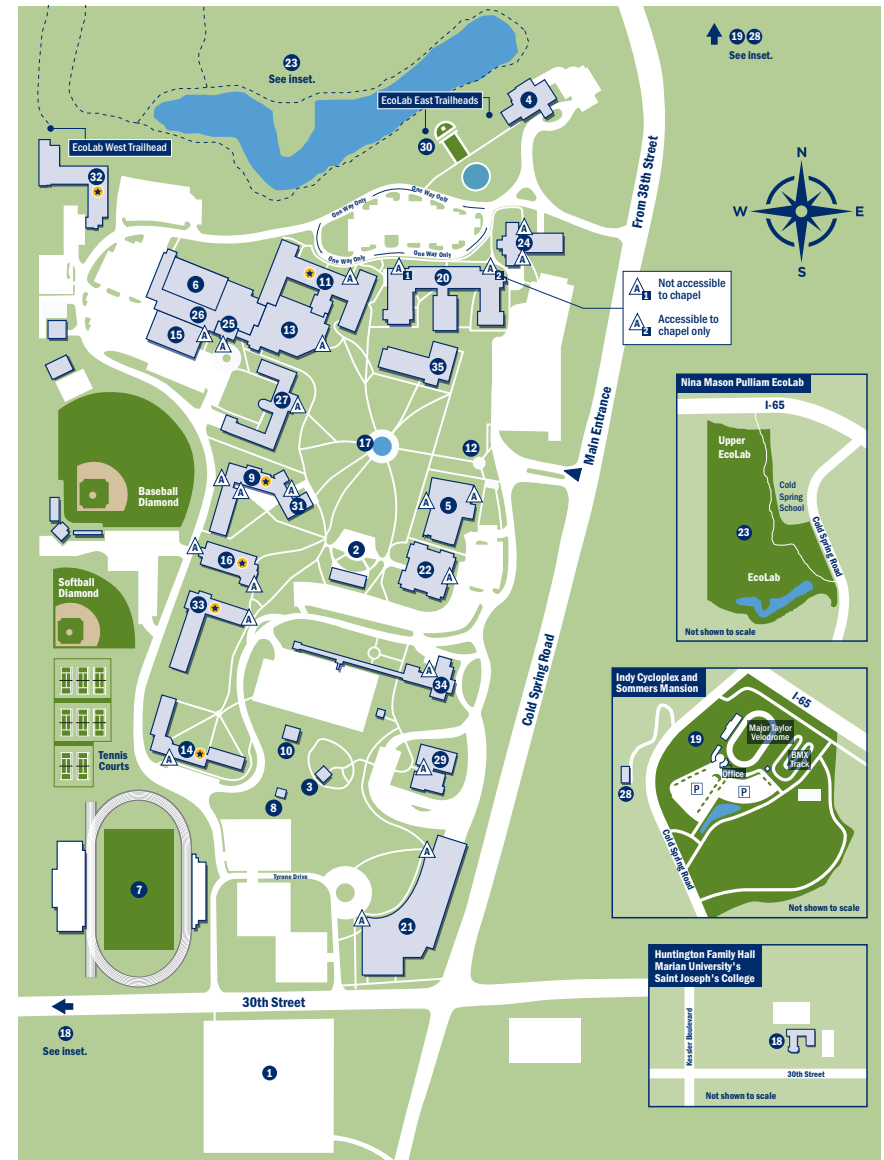 23
See inset.
19 28
See inset.
EcoLab East Trailheads
4
30
EcoLab West Trailhead
32
From 38th Street
N
W E
S
One Way Only
One Way Only
One Way Only
One Way Only
A
24
A
6
11
A
A
1
20
A
2
A
1
Not accessible
to chapel
A
2
Accessible to
chapel only
26
15
A
25
A
13
A
35
27
A
17
12
Main Entrance
Nina Mason Pulliam EcoLab
I-65
Upper
EcoLab
Cold
Spring
School
23
Cold Spring Road
EcoLab
Not shown to scale
Baseball
Diamond
A
9
A
A
31
A
5
A
2
A
16
A
22
A
Softball
Diamond
33
A
A
34
Cold Spring Road
Indy Cycloplex and
Sommers Mansion
I-65
19
Major Taylor
Velodrome
BMX
Track
Office
P
P
28
Cold Spring Road
Not shown to scale
Tennis
Courts
14
A
10
29
A
3
8
7
Tyrone Drive
A
A
21
Huntington Family Hall
Marian University's
Saint Joseph's College
Kessler Boulevard
18
30th Street
Not shown to scale
30th Street
18
See inset.
1